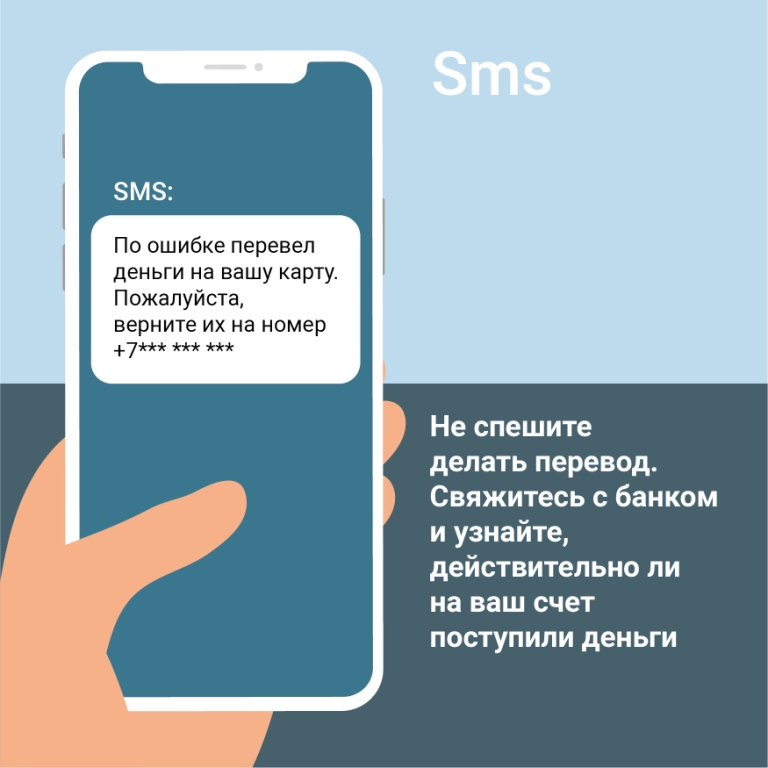 Sms
SMS:
По ошибке перевел
деньги на вашу карту.
Пожалуйста,
верните их на номер
+7*** *** ***
Не спешите
делать перевод.
Свяжитесь с банком
и узнайте,
действительно ли
на ваш счет
поступили деньги